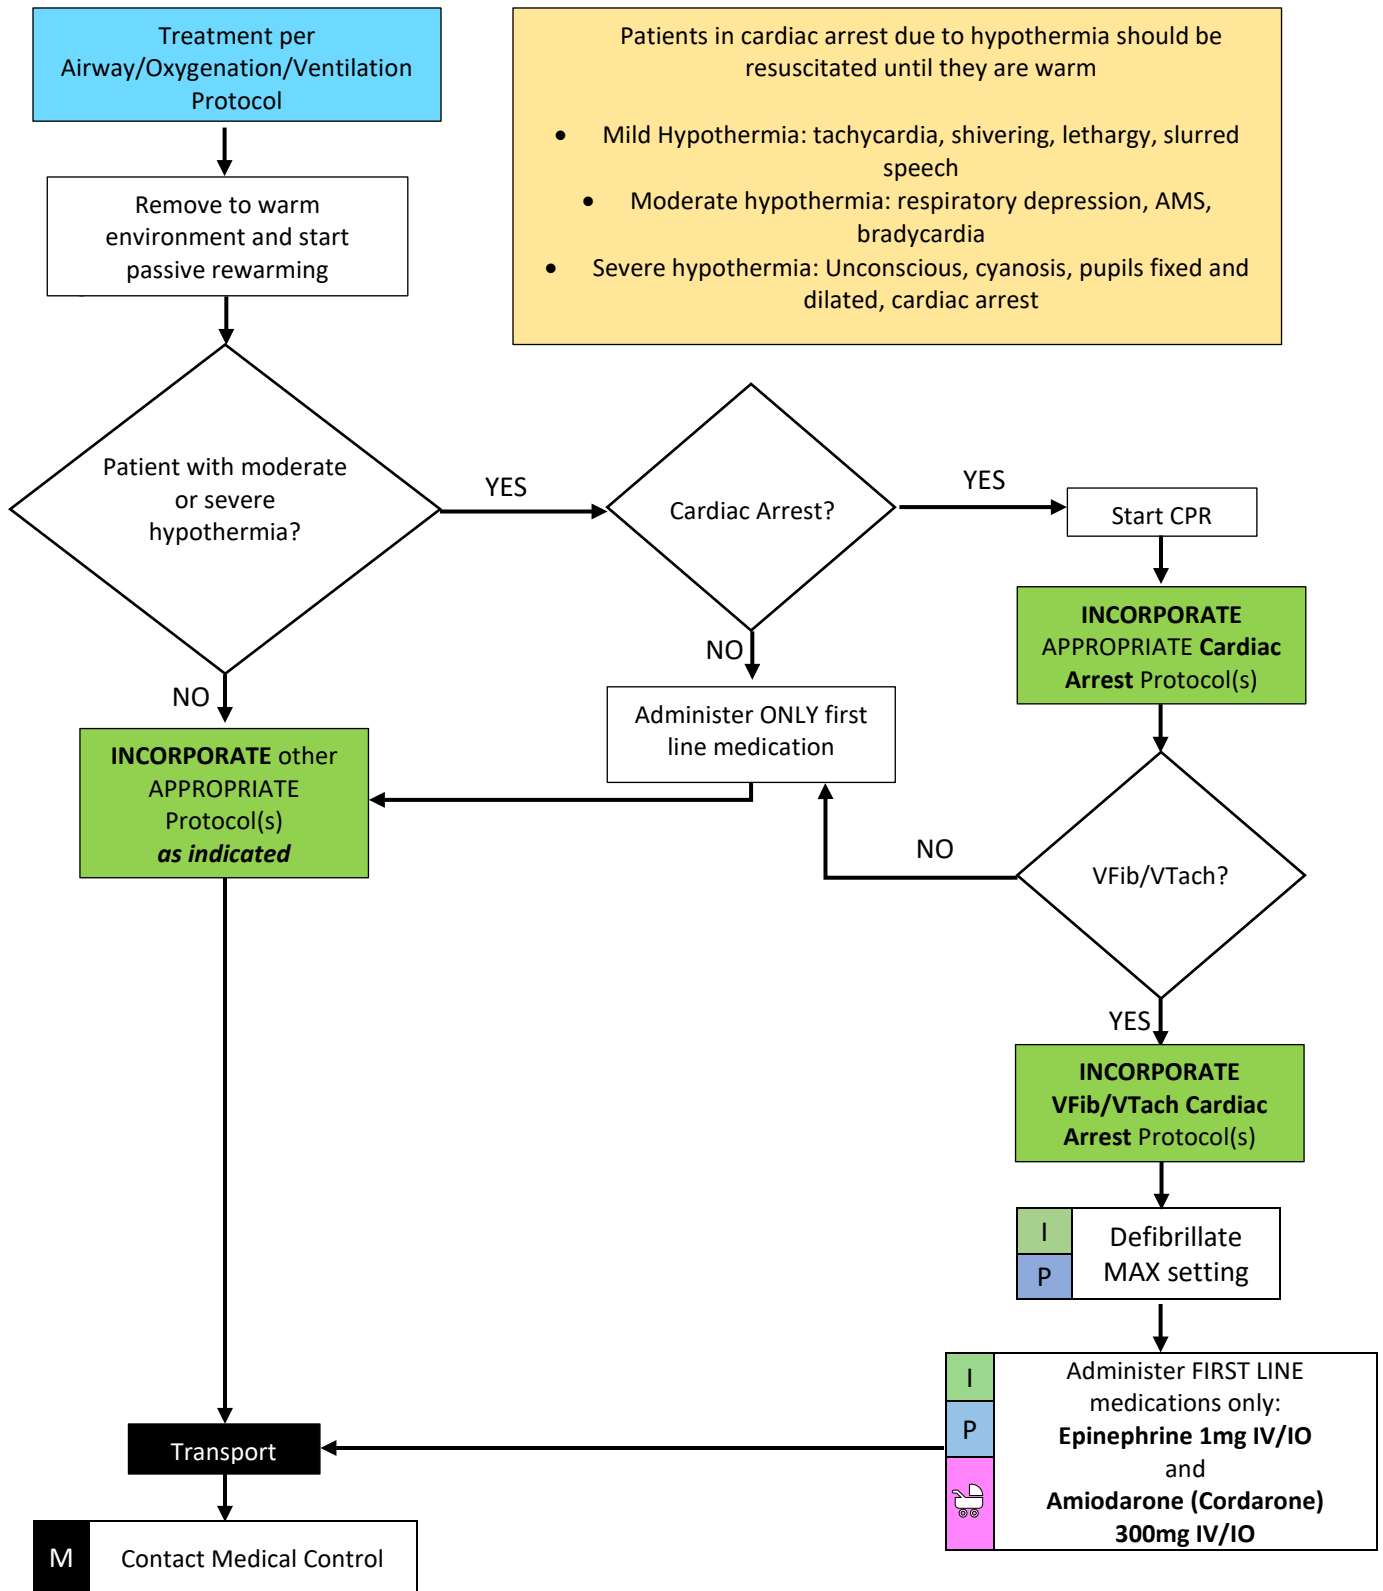 Treatment per
Airway/Oxygenation/Ventilation
Protocol
Patients in cardiac arrest due to hypothermia should be
resuscitated until they are warm
• Mild Hypothermia: tachycardia, shivering, lethargy, slurred
speech
• Moderate hypothermia: respiratory depression, AMS,
bradycardia
• Severe hypothermia: Unconscious, cyanosis, pupils fixed and
dilated, cardiac arrest
Remove to warm
environment and start
passive rewarming
Patient with moderate
or severe
hypothermia?
YES
Cardiac Arrest?
YES
Start CPR
INCORPORATE
APPROPRIATE Cardiac
Arrest Protocol(s)
NO
NO
Administer ONLY first
line medication
INCORPORATE other
APPROPRIATE
Protocol(s)
as indicated
NO
VFib/VTach?
YES
INCORPORATE
VFib/VTach Cardiac
Arrest Protocol(s)
I
P
Defibrillate
MAX setting
I
P
Administer FIRST LINE
medications only:
Epinephrine 1mg IV/IO
and
Amiodarone (Cordarone)
300mg IV/IO
Transport
M
Contact Medical Control